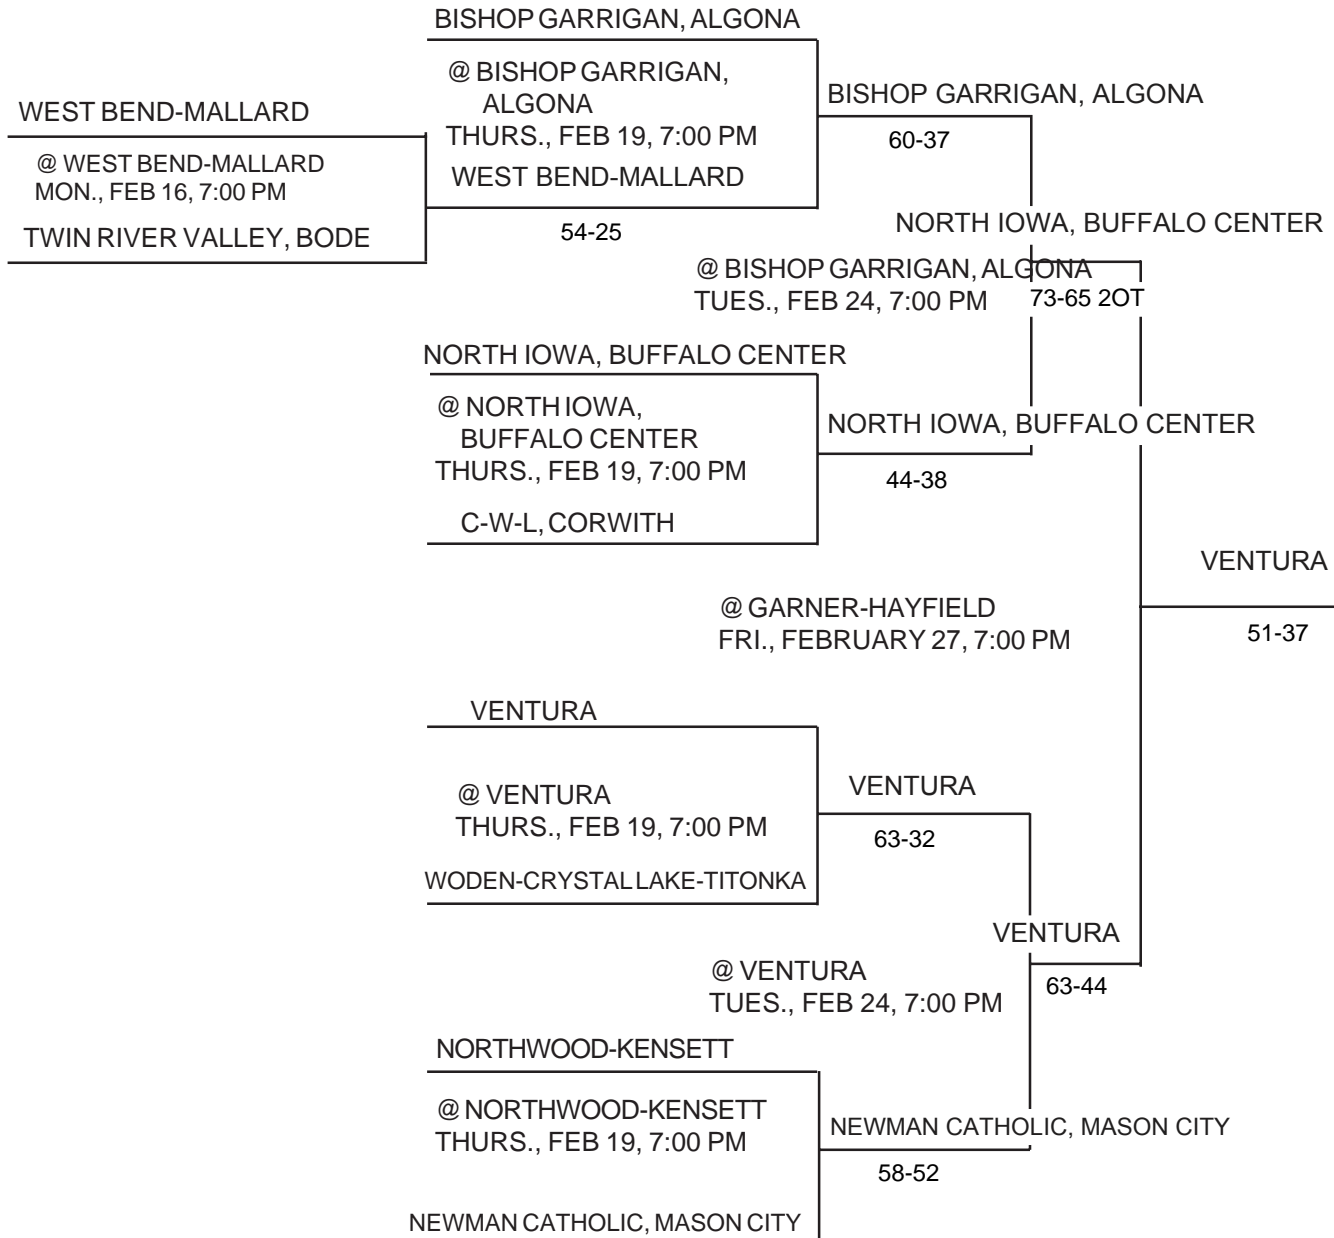 BISHOP GARRIGAN, ALGONA
@ BISHOP GARRIGAN,
ALGONA
THURS., FEB 19, 7:00 PM
WEST BEND-MALLARD
BISHOP GARRIGAN, ALGONA
60-37
WEST BEND-MALLARD
@ WEST BEND-MALLARD
MON., FEB 16, 7:00 PM
TWIN RIVER VALLEY, BODE
54-25
NORTH IOWA, BUFFALO CENTER
@ BISHOP GARRIGAN, ALGONA
TUES., FEB 24, 7:00 PM
73-65 2OT
NORTH IOWA, BUFFALO CENTER
@ NORTH IOWA,
BUFFALO CENTER
THURS., FEB 19, 7:00 PM
C-W-L, CORWITH
NORTH IOWA, BUFFALO CENTER
44-38
VENTURA
51-37
@ GARNER-HAYFIELD
FRI., FEBRUARY 27, 7:00 PM
VENTURA
@ VENTURA
THURS., FEB 19, 7:00 PM
WODEN-CRYSTAL LAKE-TITONKA
VENTURA
63-32
VENTURA
63-44
@ VENTURA
TUES., FEB 24, 7:00 PM
NORTHWOOD-KENSETT
@ NORTHWOOD-KENSETT
THURS., FEB 19, 7:00 PM
NEWMAN CATHOLIC, MASON CITY
58-52
NEWMAN CATHOLIC, MASON CITY